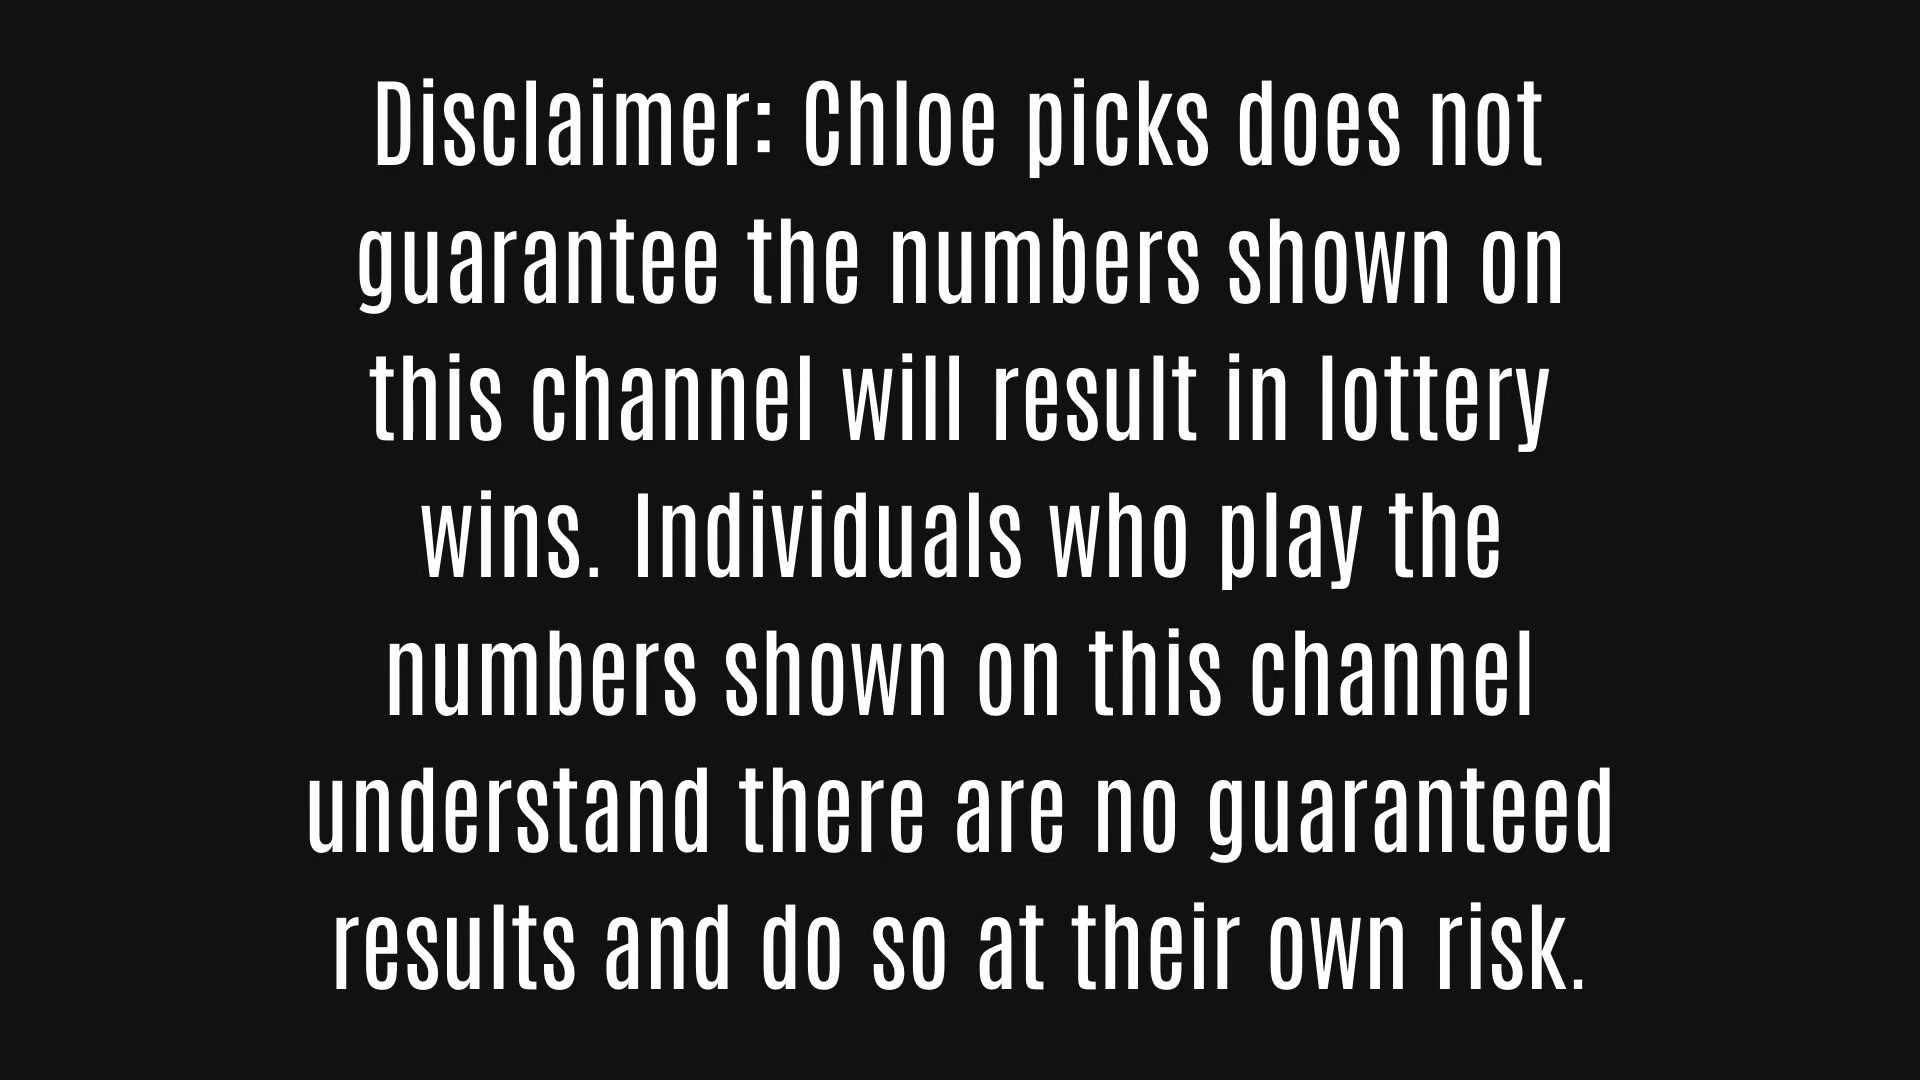 Disclaimer: Chloe picks does not
guarantee the numbers shown on
this channel will result in lottery
wins. Individuals who play the
numbers shown on this channel
understand there are no guaranteed
results and do so at their own risk.